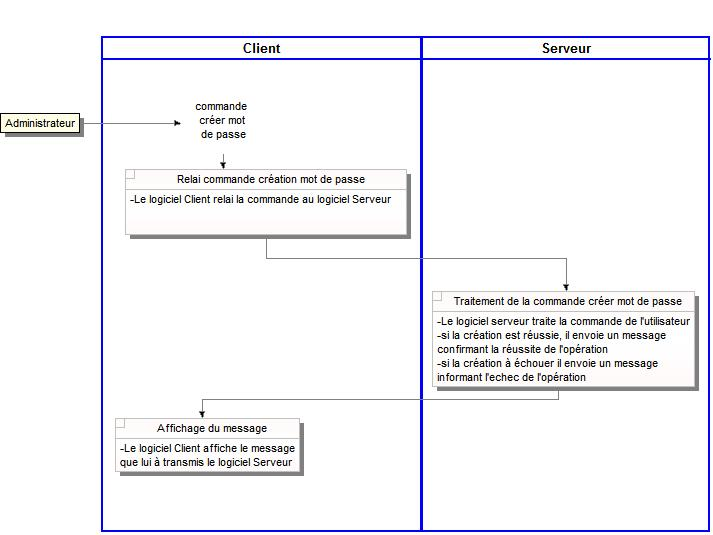 Client
Serveur
Administrateur
commande
créer mot
de passe
Relai commande création mot de passe
-Le logiciel Client relai la commande au logiciel Serveur
Traitement de la commande créer mot de passe
-Le logiciel serveur traite la commande de l'utilisateur
-si la création est réussie, il envoie un message
confirmant la réussite de l'opération
-si la création à échouer il envoie un message
informant l'echec de l'opération
Affichage du message
-Le logiciel Client affiche le message
que lui à transmis le logiciel Serveur